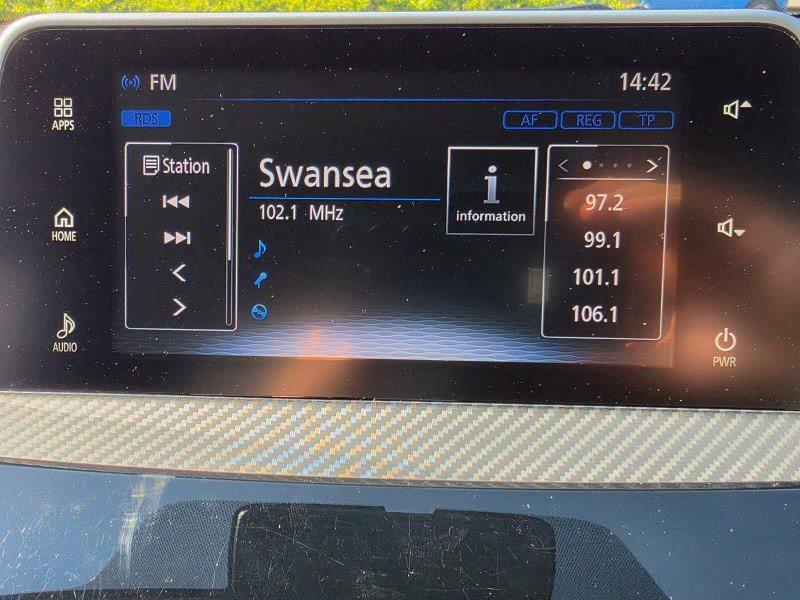 FM
14:42
RDS
AF REG TP
APPS
HOME
AUDIO
Station
Swansea
102.1 MHz
i
information
97.2
99.1
101.1
106.1
PWR